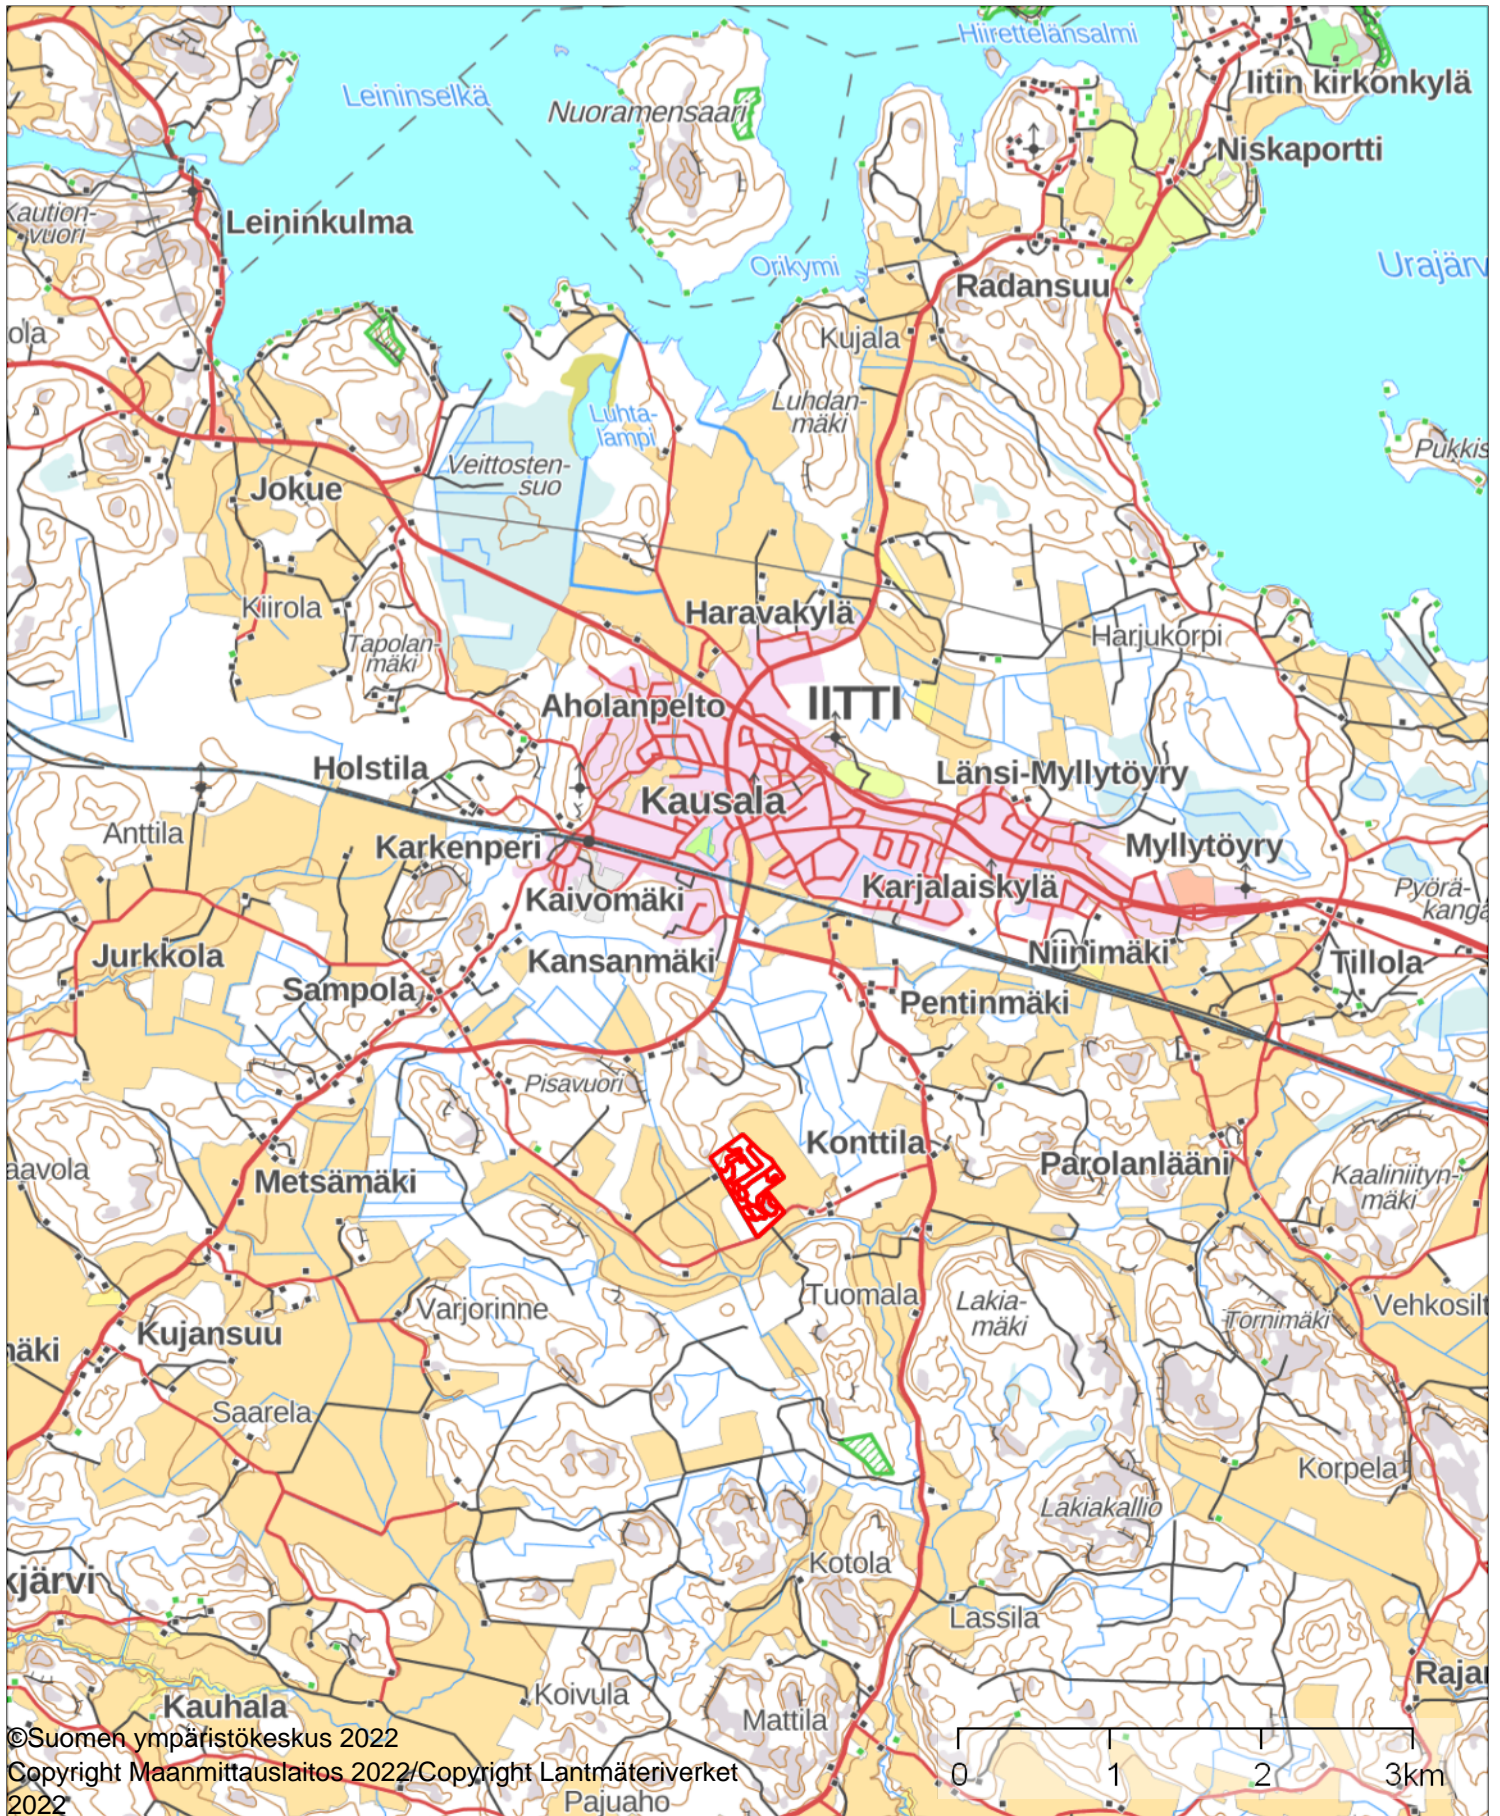 Hiirettelänsalmi
Iitin kirkonkylä
Leininselkä
Nuoramensaari
Niskaportti
Kaution-
vuori
Leininkulma
Orikymi
Urajärv
Radansuu
ola
Kujala
Luhta-
lampi
Luhdan-
mäki
Pukkis
Veittosten-
suo
Jokue
Kiirola
Haravakylä
Harjukorpi
Tapolan-
mäki
Aholanpelto
IITTI
Holstila
Länsi-Myllytöyry
Kausala
Anttila
Karkenperi
Myllytöyry
Kaivomäki
Karjalaiskylä
Pyörä-
kanga
Jurkkola
Kansanmäki
Niinimäki
Tillola
Sampola
Pentinmäki
Pisavuori
Konttila
aavola
Metsämäki
Parolanlääni
Kaaliniityn-
mäki
Tuomala
Varjorinne
Lakia-
mäki
Vehkosilt
Tornimäki
Kujansuu
mäki
Saarela
Korpela
Lakiakallio
Kotola
kjärvi
Lassila
Rajar
Koivula
Kauhala
Mattila
©Suomen ympäristökeskus 2022
Copyright Maanmittauslaitos 2022/Copyright Lantmäteriverket
2022
0 1 2 3km
Pajuaho